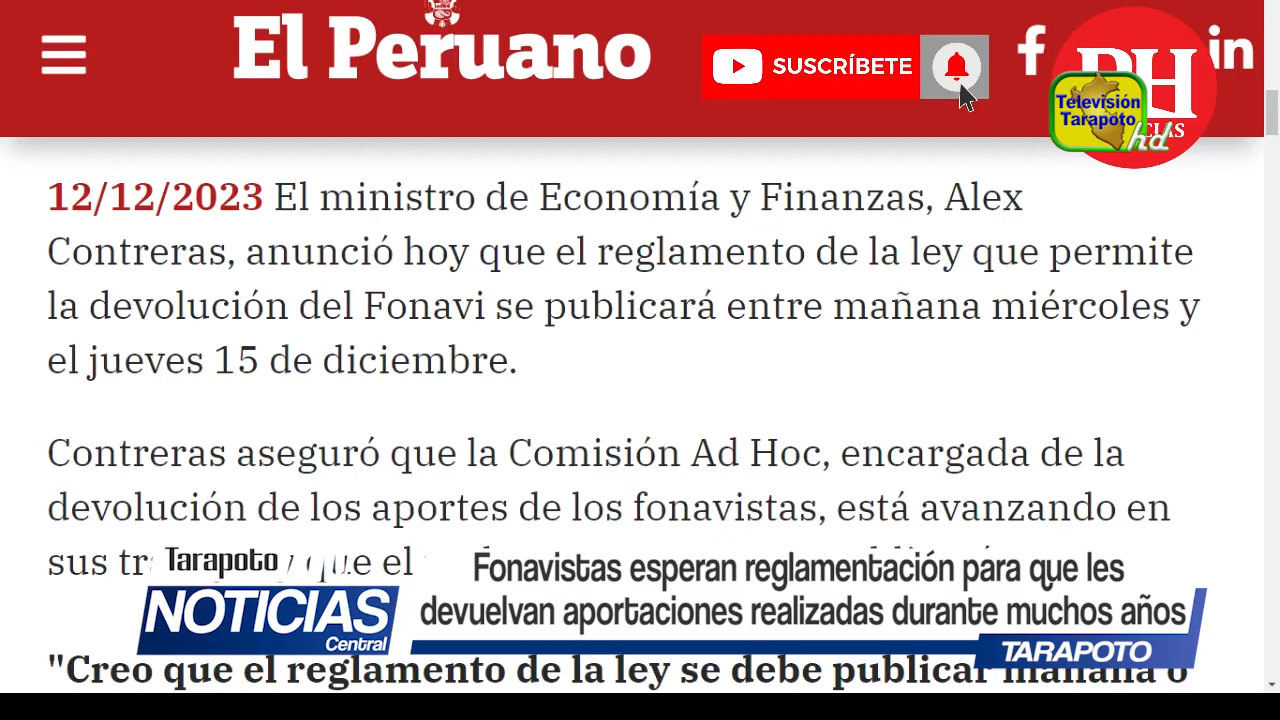 El Peruano
SUSCRÍBETE
f
in
PH
Televisión
Tarapoto
hd
12/12/2023 El ministro de Economía y Finanzas, Alex
Contreras, anunció hoy que el reglamento de la ley que permite
la devolución del Fonavi se publicará entre mañana miércoles y
el jueves 15 de diciembre.
Contreras aseguró que la Comisión Ad Hoc, encargada de la
devolución de los aportes de los fonavistas, está avanzando en
sus que el
Tarapoto
NOTICIAS
Central
Fonavistas esperan reglamentación para que les
devuelvan aportaciones realizadas durante muchos años
TARAPOTO
"Creo que el reglamento de la ley se debe publicar mañana o